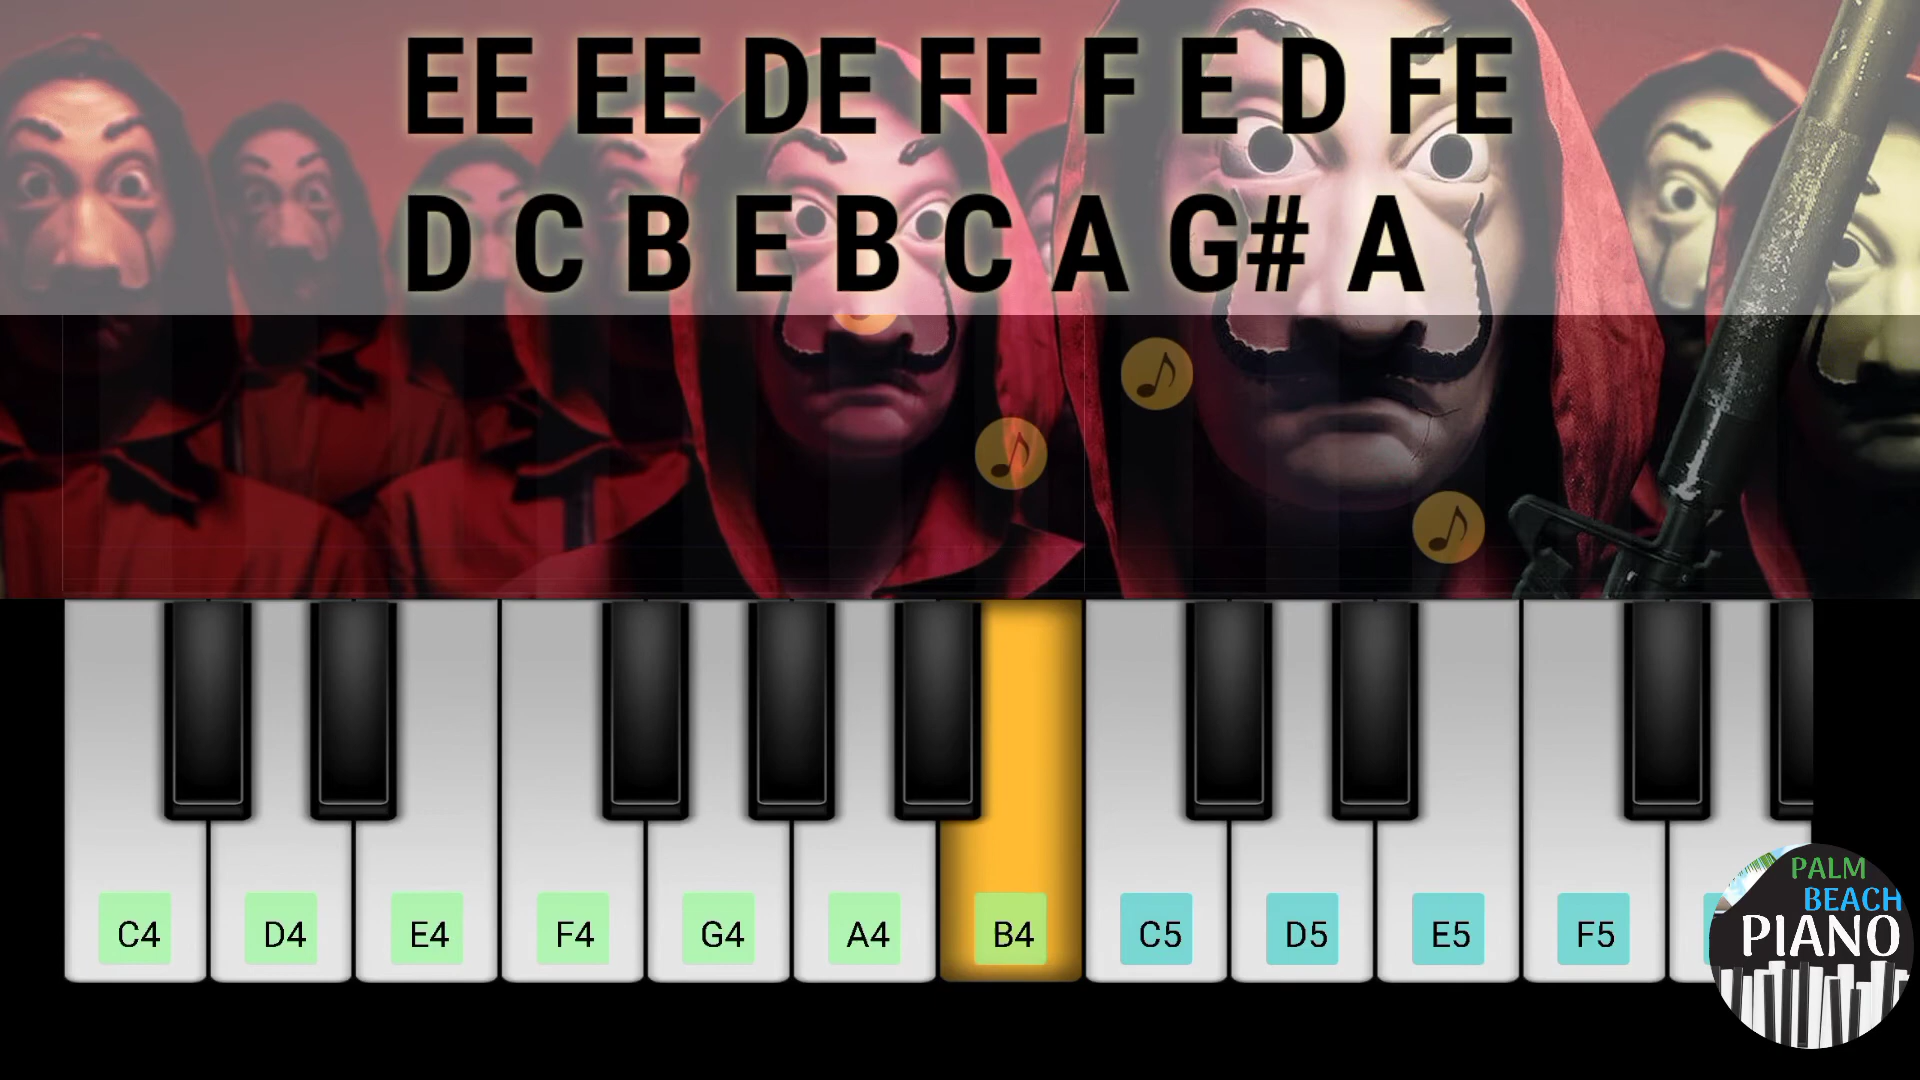 EE EE DE FF F E D FE
D C B E B C A G# A
C4 D4 E4 F4 G4 A4 B4 C5 D5 E5 F5
PALM
BEACH
PIANO